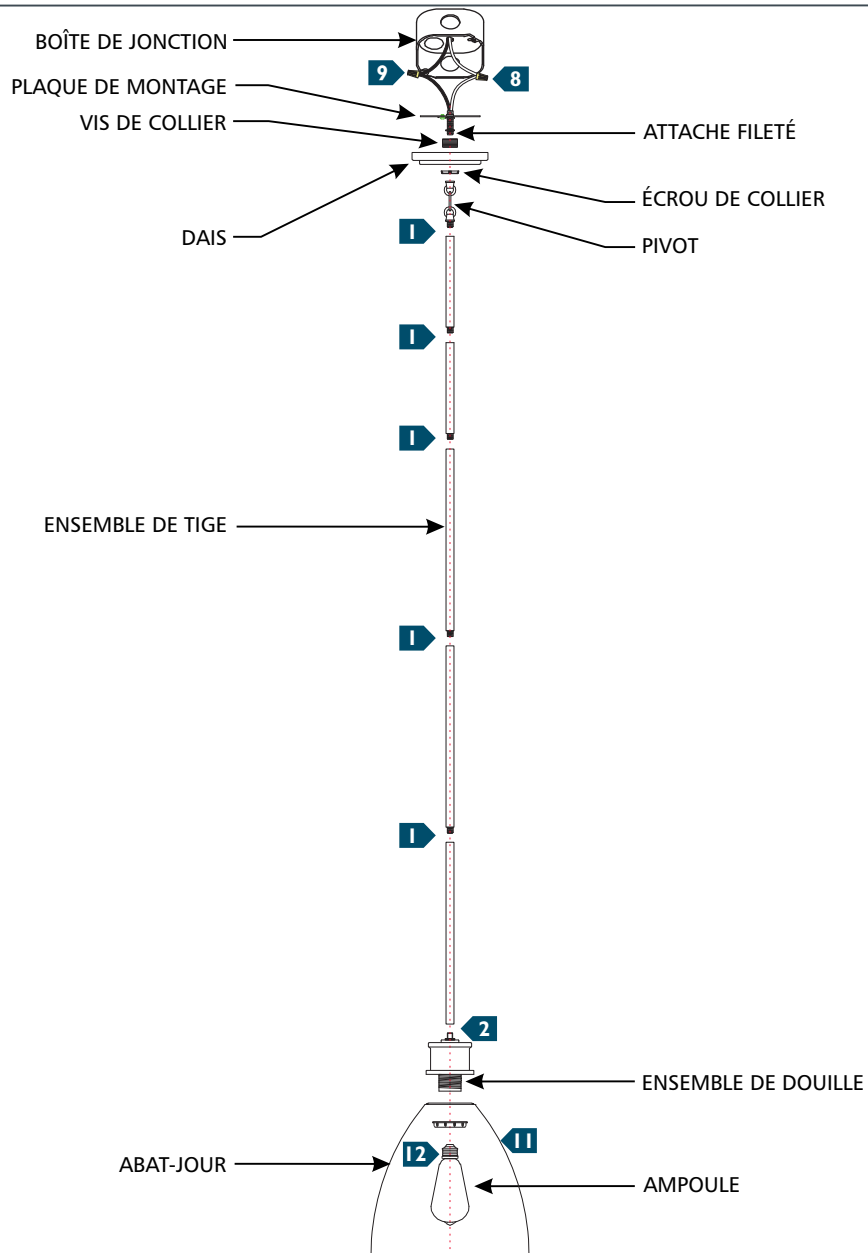 BOÎTE DE JONCTION
9
8
PLAQUE DE MONTAGE
VIS DE COLLIER
ATTACHE FILETÉ
ÉCROU DE COLLIER
DAIS
1
PIVOT
1
1
ENSEMBLE DE TIGE
1
1
2
ENSEMBLE DE DOUILLE
11
12
ABAT-JOUR
AMPOULE